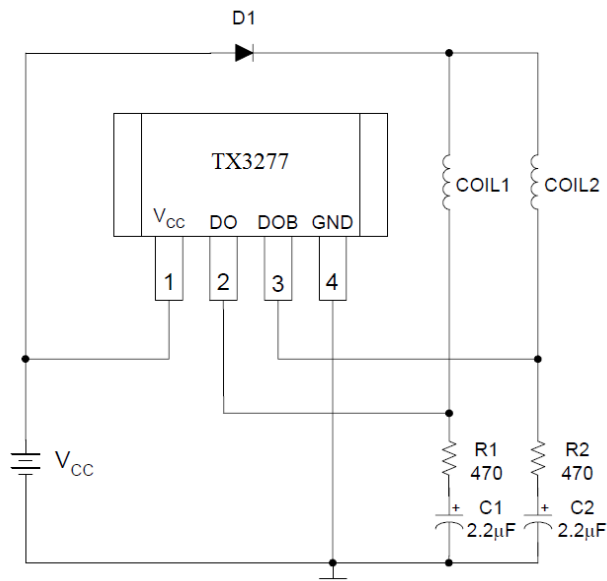 D1
TX3277
COIL1 COIL2
VCC DO DOB GND
1 2 3 4
VCC
R1 R2
470 470
C1 C2
2.2µF 2.2µF
+ +